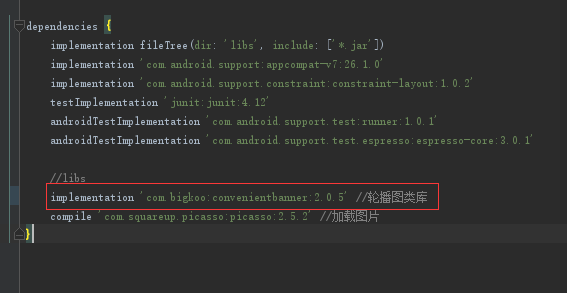 dependencies {
implementation fileTree(dir: 'libs', include: ['*.jar'])
implementation 'com.android.support:appcompat-v7:26.1.0'
implementation 'com.android.support.constraint:constraint-layout:1.0.2'
testImplementation 'junit:junit:4.12'
androidTestImplementation 'com.android.support.test:runner:1.0.1'
androidTestImplementation 'com.android.support.test.espresso:espresso-core:3.0.1'
//libs
implementation 'com.bigkoo:convenientbanner:2.0.5' //轮播图类库
compile 'com.squareup.picasso:picasso:2.5.2' //加载图片
}